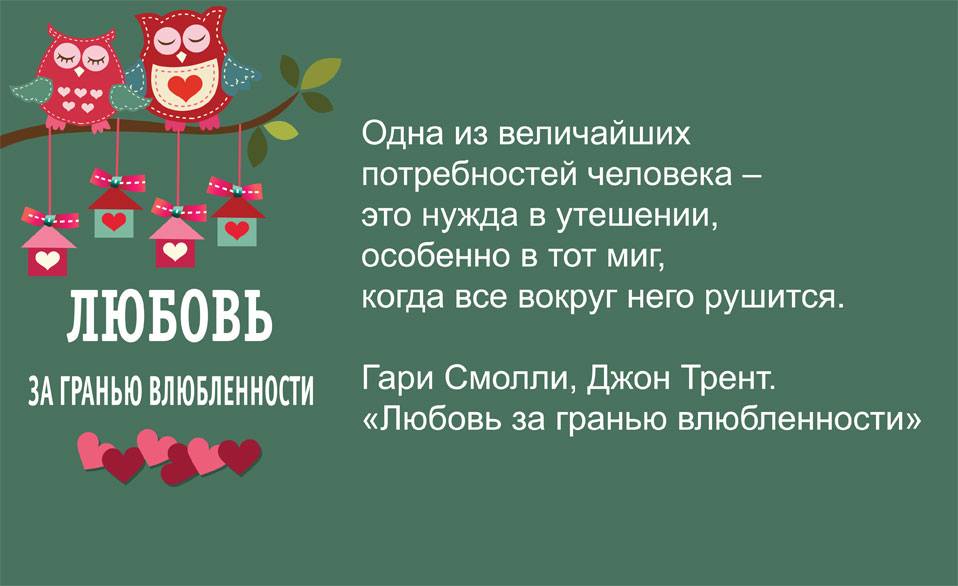 ЛЮБОВЬ
ЗА ГРАНЬЮ ВЛЮБЛЕННОСТИ
Одна из величайших
потребностей человека –
это нужда в утешении,
особенно в тот миг,
когда все вокруг него рушится.
Гари Смолли, Джон Трент.
«Любовь за гранью влюбленности»